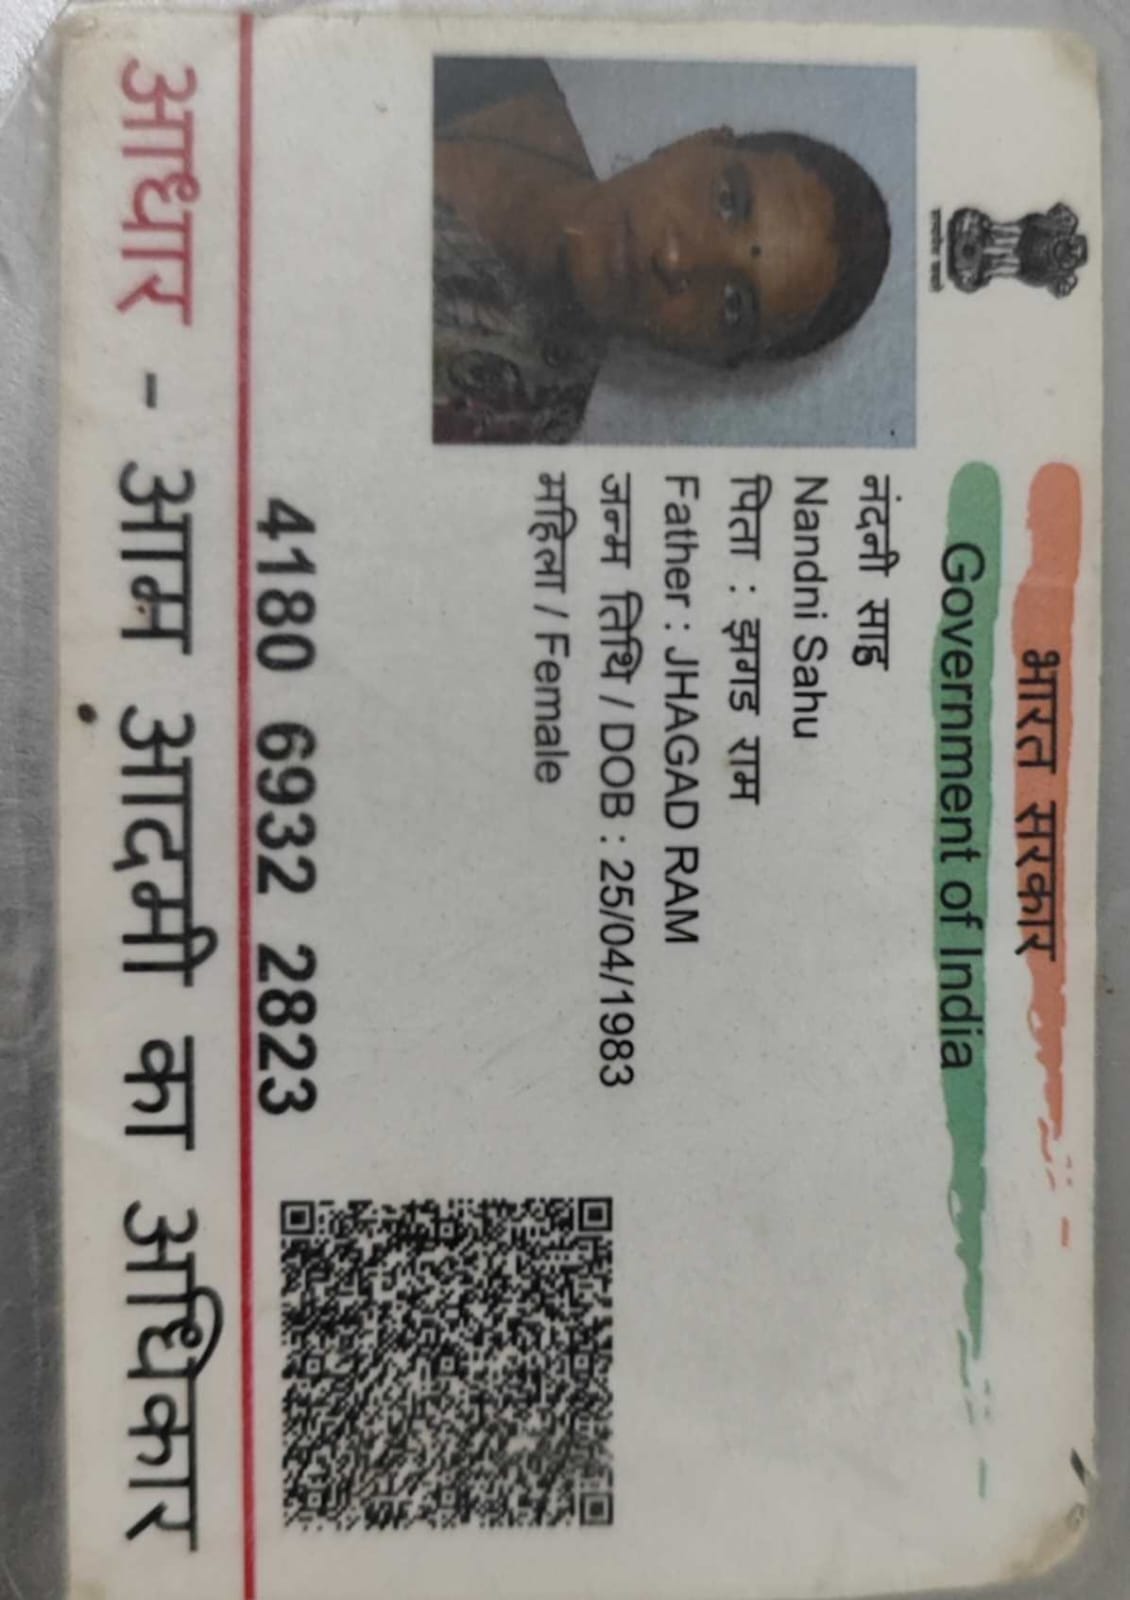 भारत सरकार
Government of India
नंदनी साहु
Nandni Sahu
पिता : झगड राम
Father : JHAGAD RAM
जन्म तिथि / DOB : 25/04/1983
महिला / Female
4180 6932 2823
आधार - आम आदमी का अधिकार